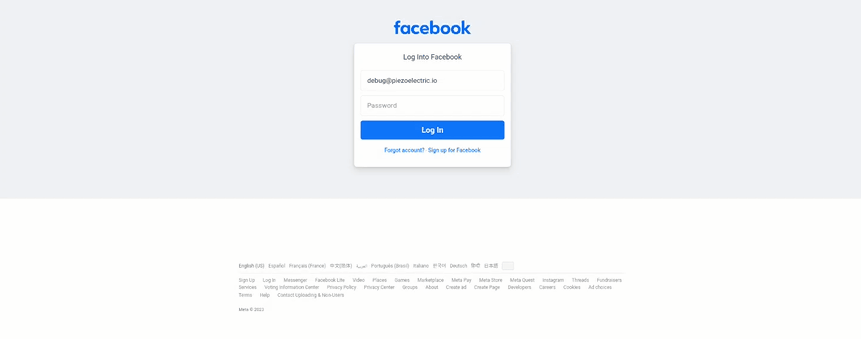 facebook
Log Into Facebook
debug@piezoelectric.io
Password
Log In
Forgot account? · Sign up for Facebook
English (US) Español Français (France) 中文(简体) العربية Português (Brasil) Italiano 한국어 Deutsch हिन्दी 日本語
Sign Up Log In Messenger Facebook Lite Video Places Games Marketplace Meta Pay Meta Store Meta Quest Instagram Threads Fundraisers
Services Voting Information Center Privacy Policy Privacy Center Groups About Create ad Create Page Developers Careers Cookies Ad choices
Terms Help Contact Uploading & Non-Users
Meta ©